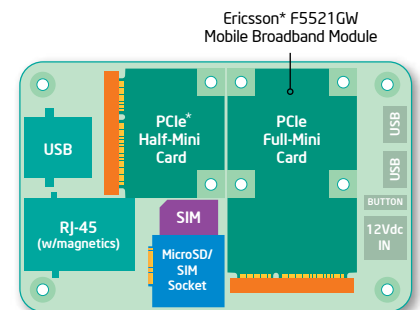 Ericsson* F5521GW
Mobile Broadband Module
USB
PCIe*
Half-Mini
Card
PCIe
Full-Mini
Card
USB
USB
BUTTON
12Vdc
IN
RJ-45
(w/magnetics)
SIM
MicroSD/
SIM
Socket